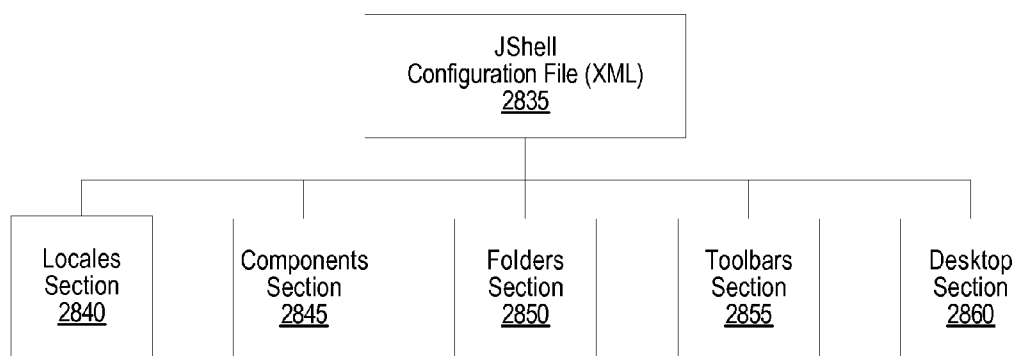 JShell
Configuration File (XML)
2835
Locales
Section
2840
Components
Section
2845
Folders
Section
2850
Toolbars
Section
2855
Desktop
Section
2860